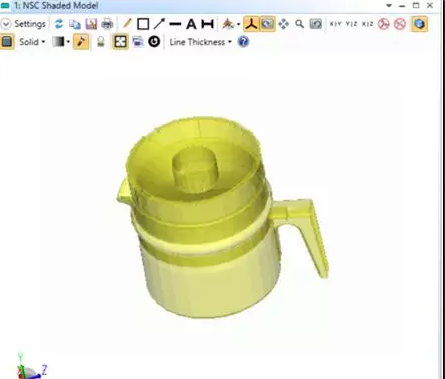 1: NSC Shaded Model
Settings
X|Y Y|Z X|Z
Solid
Line Thickness
Y
Z